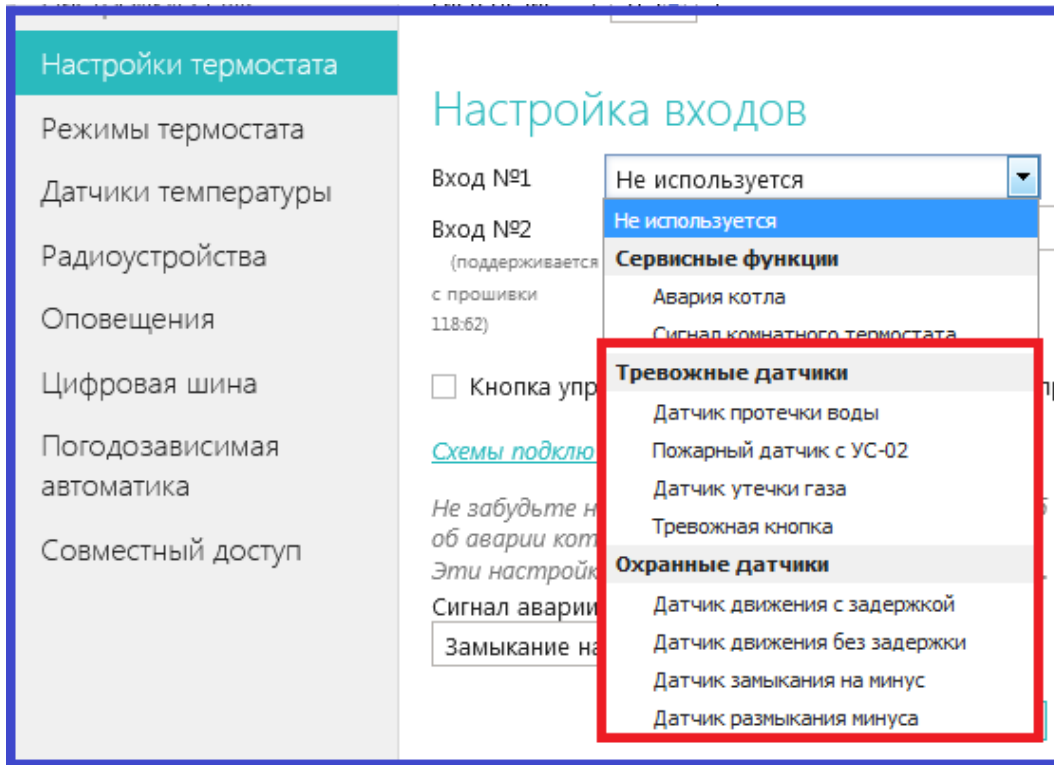 Настройки термостата
Режимы термостата
Датчики температуры
Радиоустройства
Оповещения
Цифровая шина
Погодозависимая
автоматика
Совместный доступ
Настройка входов
Вход №1
Не используется
Вход №2
(поддерживается
с прошивки
118:62)
Не используется
Сервисные функции
Авария котла
Сигнал комнатного термостата
Тревожные датчики
Датчик протечки воды
Пожарный датчик с УС-02
Датчик утечки газа
Тревожная кнопка
Охранные датчики
Датчик движения с задержкой
Датчик движения без задержки
Датчик замыкания на минус
Датчик размыкания минуса
Кнопка упр
Схемы подклю
Не забудьте н
об аварии кот
Эти настройк
Сигнал аварии
Замыкание на